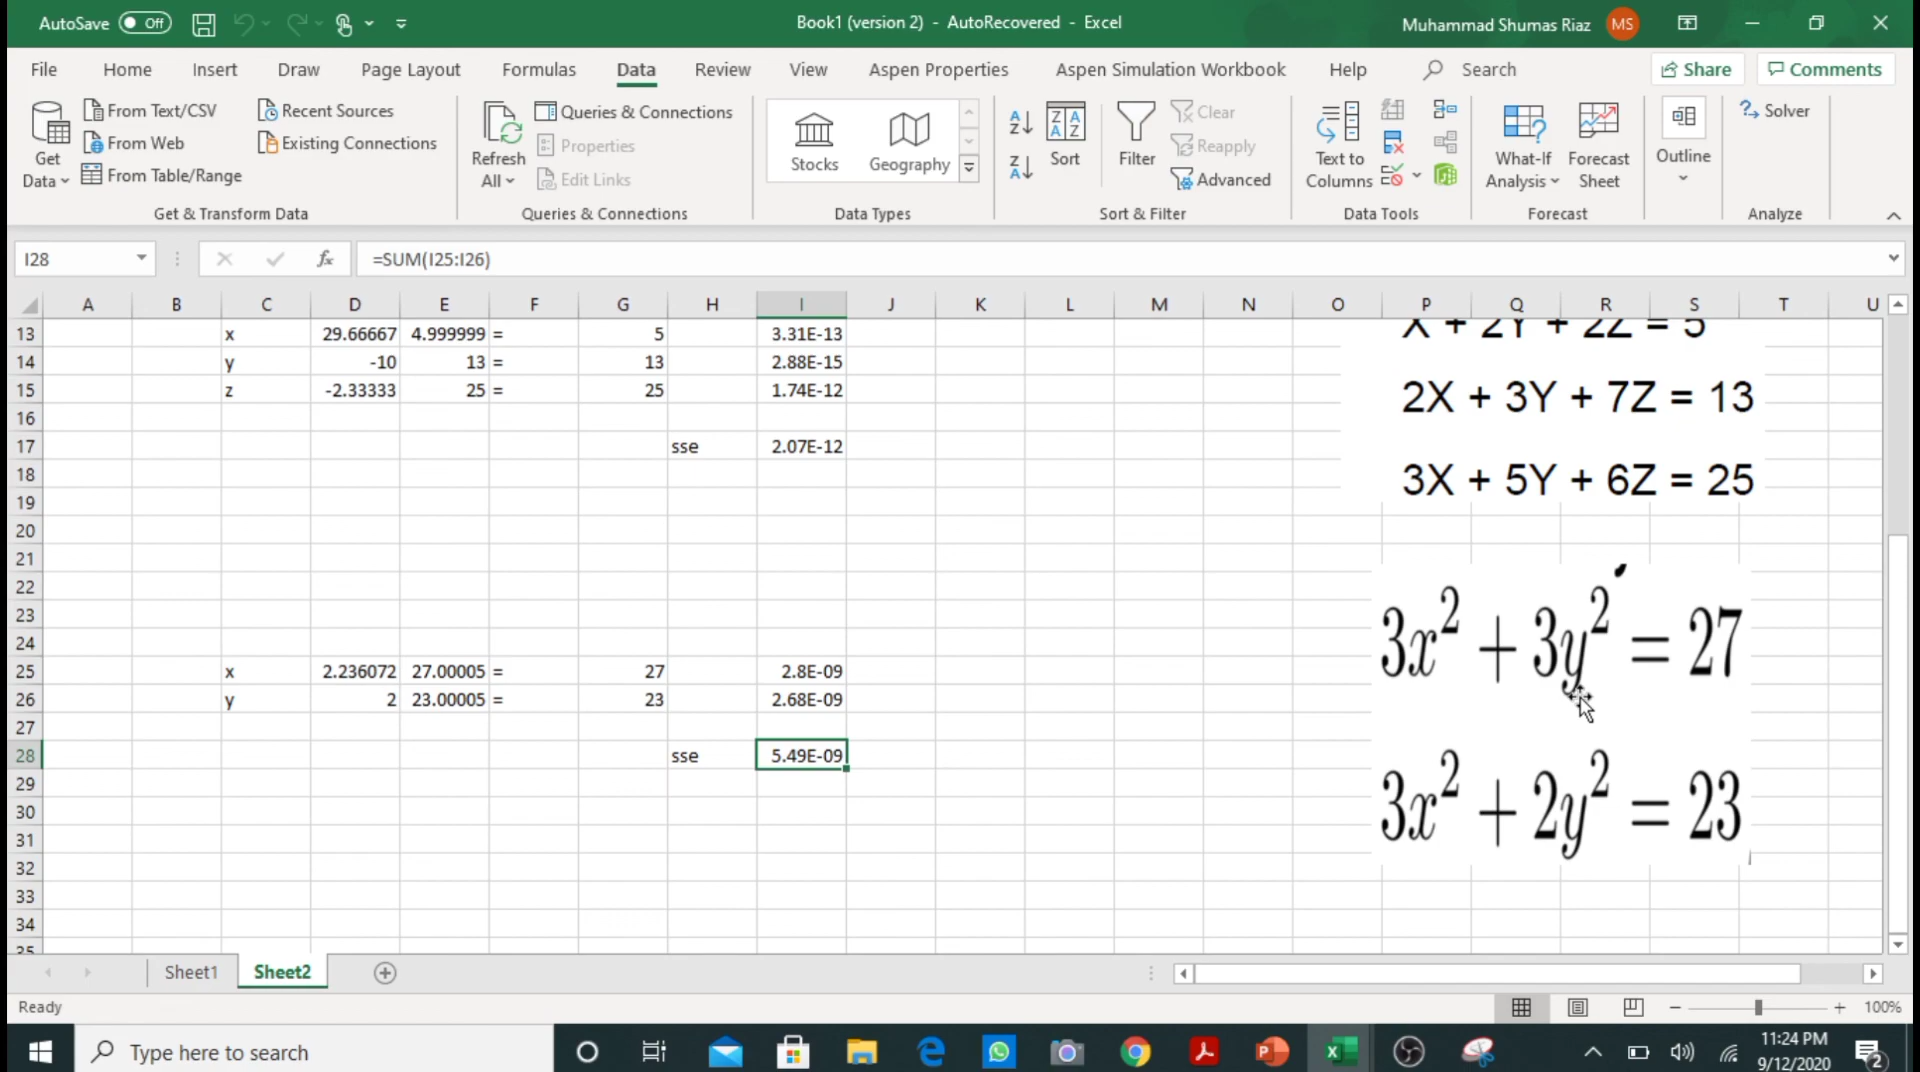 AutoSave Off Book1 (version 2) - AutoRecovered - Excel Muhammad Shumas Riaz MS
File Home Insert Draw Page Layout Formulas Data Review View Aspen Properties Aspen Simulation Workbook Help Search Share Comments
Get Data From Text/CSV Recent Sources
From Web Existing Connections
From Table/Range
Get & Transform Data
Refresh All Queries & Connections
Properties
Edit Links
Queries & Connections
Stocks Geography
Data Types
Sort Filter Clear
Reapply
Advanced
Sort & Filter
Text to Columns
Data Tools
What-If Analysis Forecast Sheet
Forecast
Outline
Solver
Analyze
I28 fx =SUM(I25:I26)
A B C D E F G H I J K L M N O P Q R S T U
13 x 29.66667 4.999999 = 5 3.31E-13
14 y -10 13 = 13 2.88E-15
15 z -2.33333 25 = 25 1.74E-12
16
17 sse 2.07E-12
18
19
20
21
22
23
24
25 x 2.236072 27.00005 = 27 2.8E-09
26 y 2 23.00005 = 23 2.68E-09
27
28 sse 5.49E-09
29
30
31
32
33
34
35
X + 2Y + 2Z = 5
2X + 3Y + 7Z = 13
3X + 5Y + 6Z = 25
3x² + 3y² = 27
3x² + 2y² = 23
Sheet1 Sheet2
Ready 100%
Type here to search
11:24 PM
9/12/2020
2